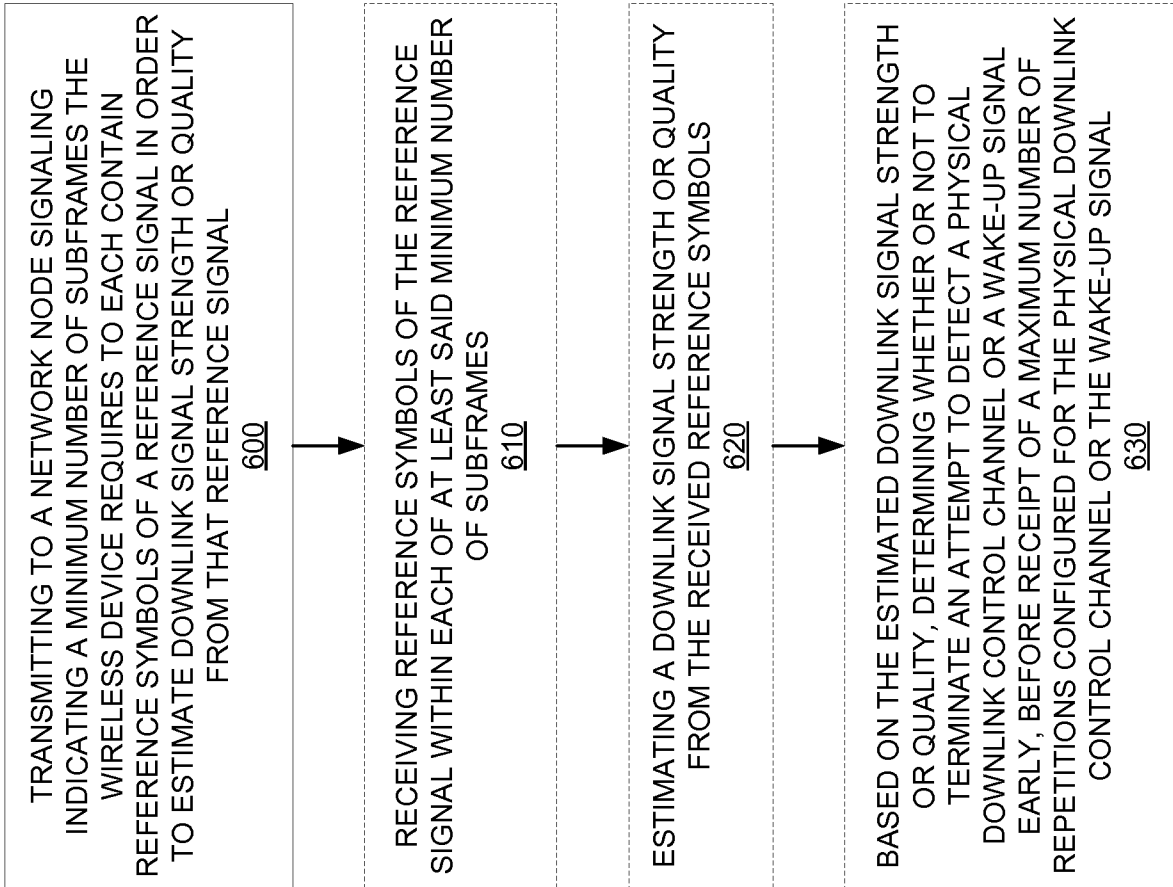 TRANSMITTING TO A NETWORK NODE SIGNALING
INDICATING A MINIMUM NUMBER OF SUBFRAMES THE
WIRELESS DEVICE REQUIRES TO EACH CONTAIN
REFERENCE SYMBOLS OF A REFERENCE SIGNAL IN ORDER
TO ESTIMATE DOWNLINK SIGNAL STRENGTH OR QUALITY
FROM THAT REFERENCE SIGNAL
600
RECEIVING REFERENCE SYMBOLS OF THE REFERENCE
SIGNAL WITHIN EACH OF AT LEAST SAID MINIMUM NUMBER
OF SUBFRAMES
610
ESTIMATING A DOWNLINK SIGNAL STRENGTH OR QUALITY
FROM THE RECEIVED REFERENCE SYMBOLS
620
BASED ON THE ESTIMATED DOWNLINK SIGNAL STRENGTH
OR QUALITY, DETERMINING WHETHER OR NOT TO
TERMINATE AN ATTEMPT TO DETECT A PHYSICAL
DOWNLINK CONTROL CHANNEL OR A WAKE-UP SIGNAL
EARLY, BEFORE RECEIPT OF A MAXIMUM NUMBER OF
REPETITIONS CONFIGURED FOR THE PHYSICAL DOWNLINK
CONTROL CHANNEL OR THE WAKE-UP SIGNAL
630